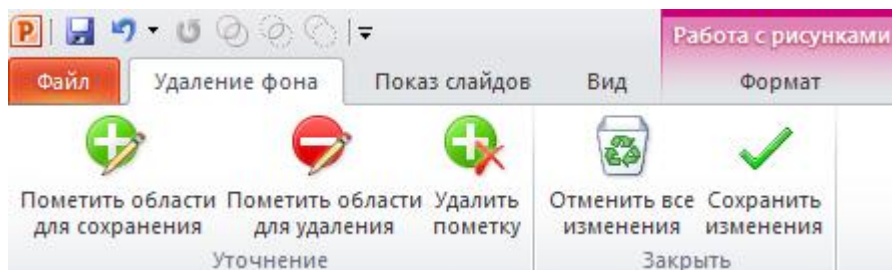 P
Работа с рисунками
Файл Удаление фона Показ слайдов Вид Формат
Пометить области Пометить области Удалить Отменить все Сохранить
для сохранения для удаления пометку изменения изменения
Уточнение Закрыть